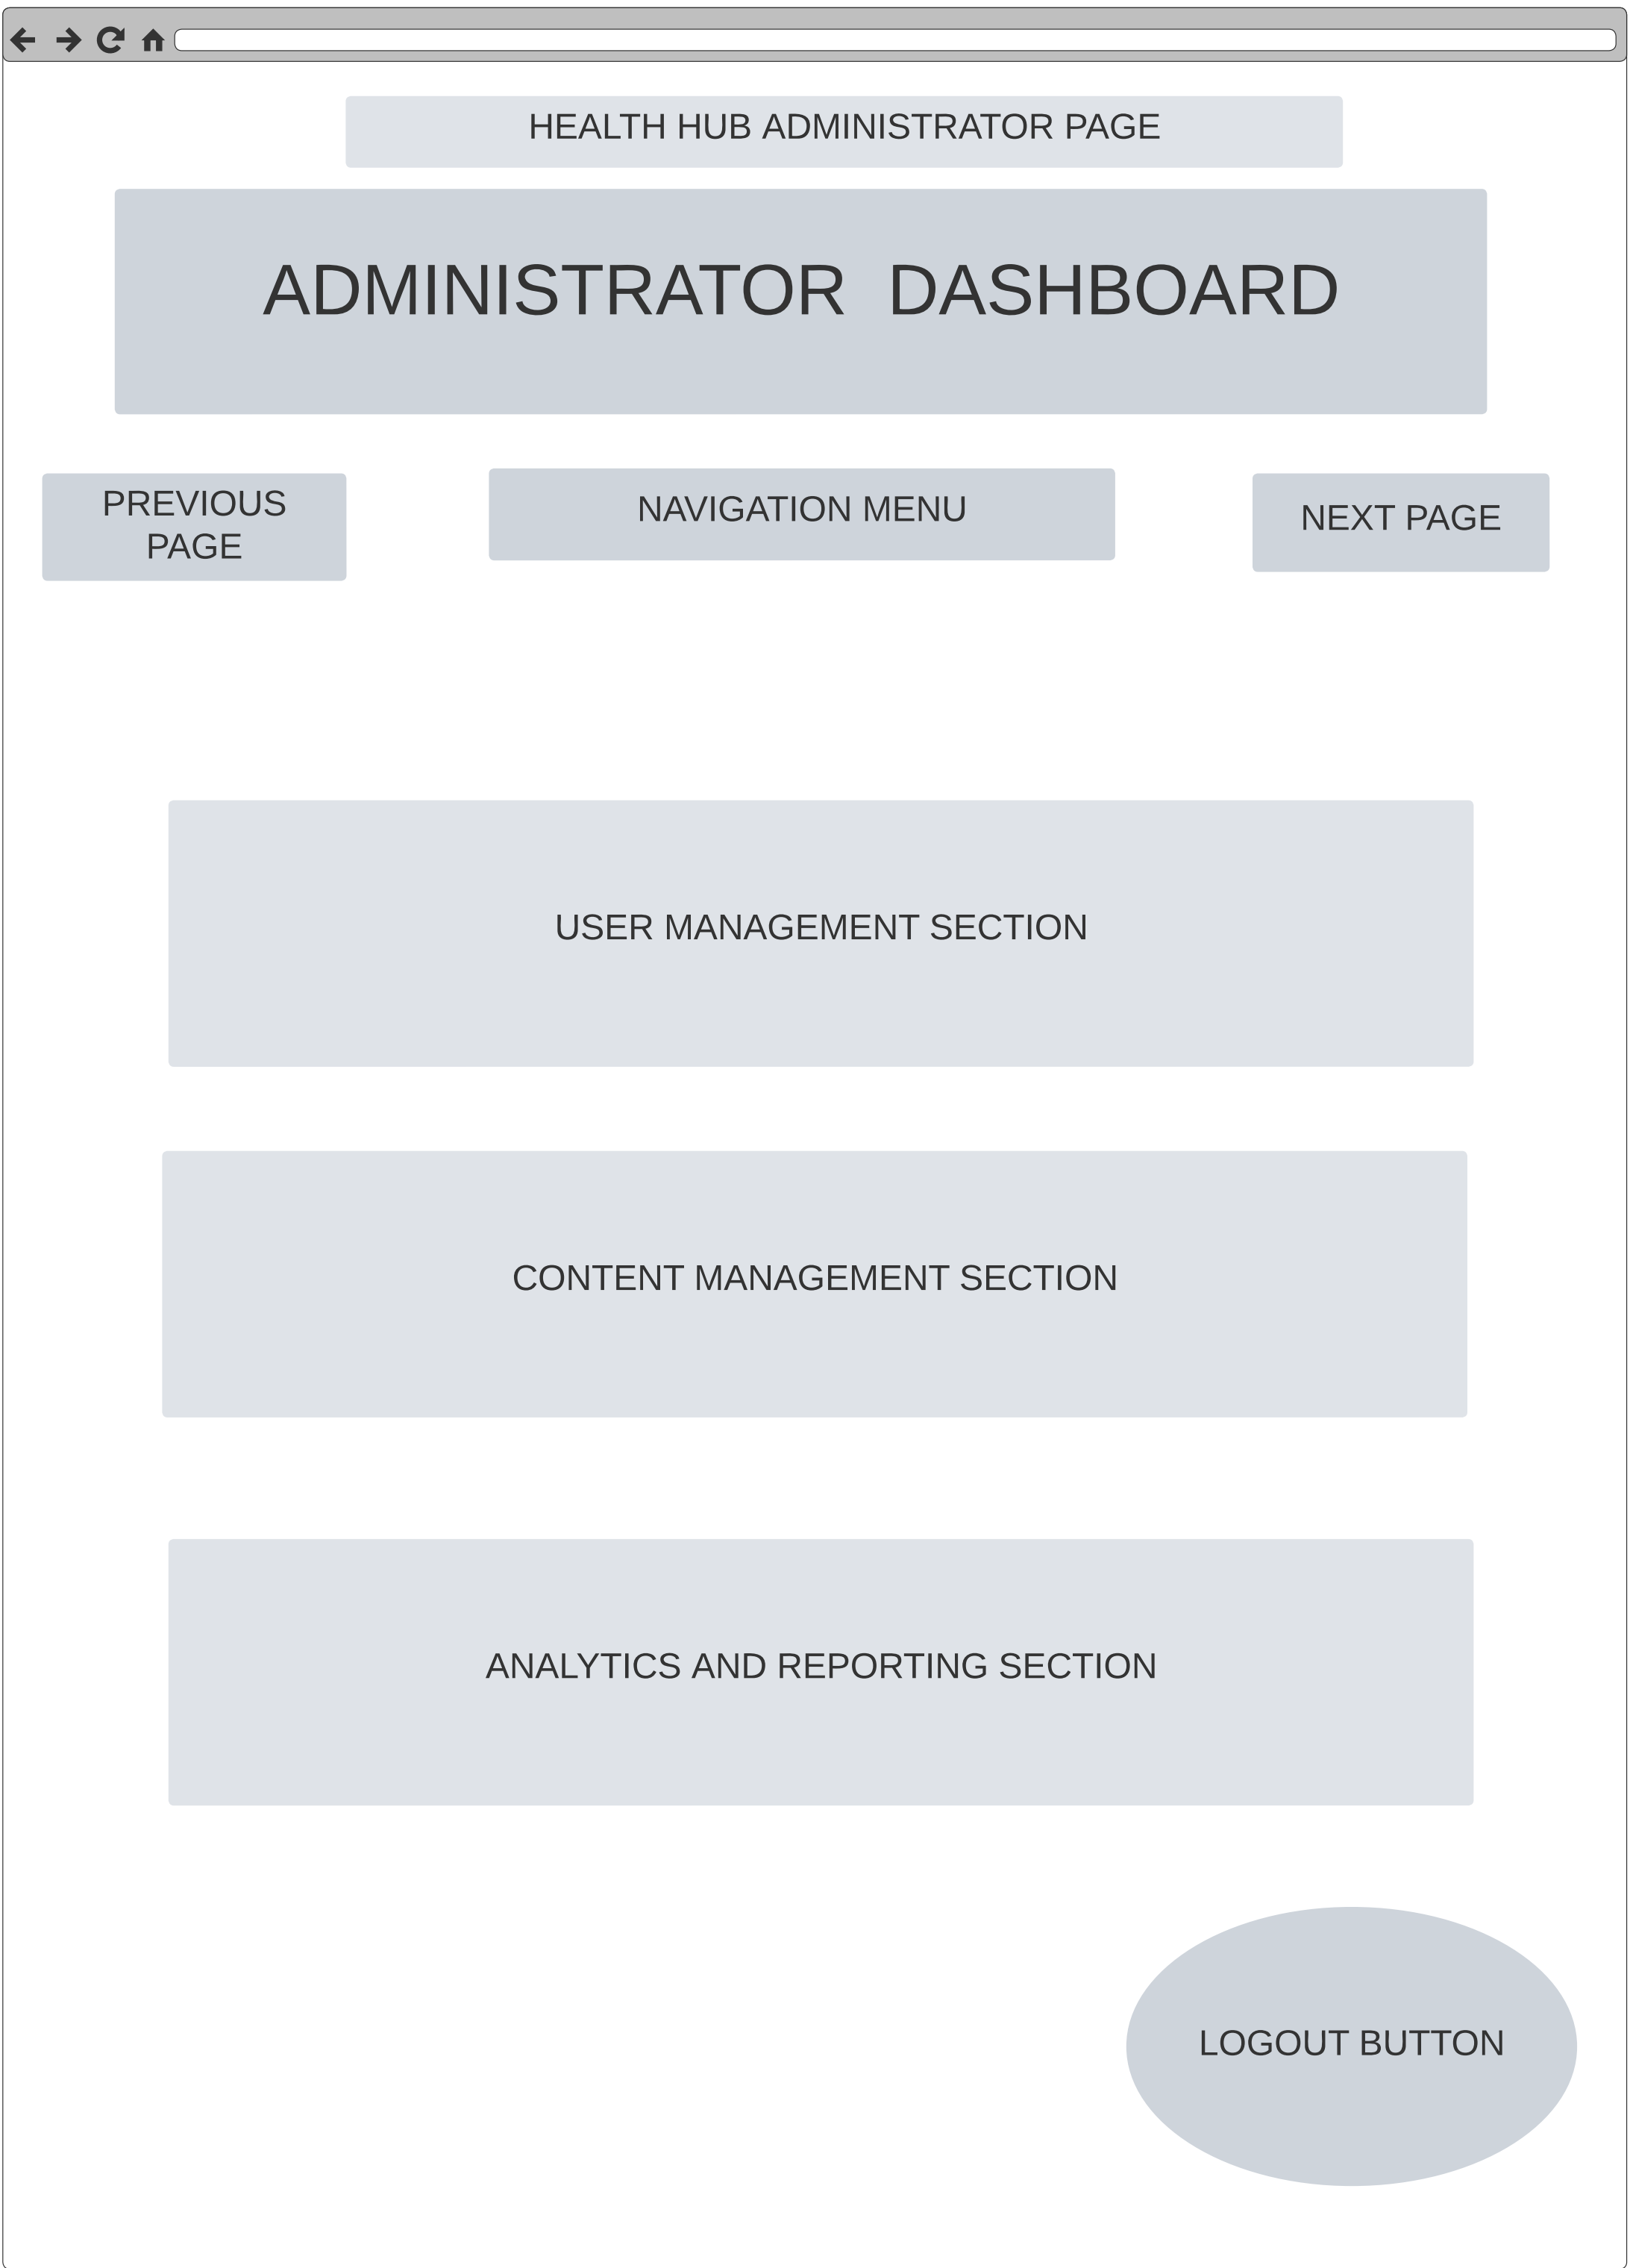 HEALTH HUB ADMINISTRATOR PAGE
ADMINISTRATOR DASHBOARD
PREVIOUS
PAGE
NAVIGATION MENU
NEXT PAGE
USER MANAGEMENT SECTION
CONTENT MANAGEMENT SECTION
ANALYTICS AND REPORTING SECTION
LOGOUT BUTTON